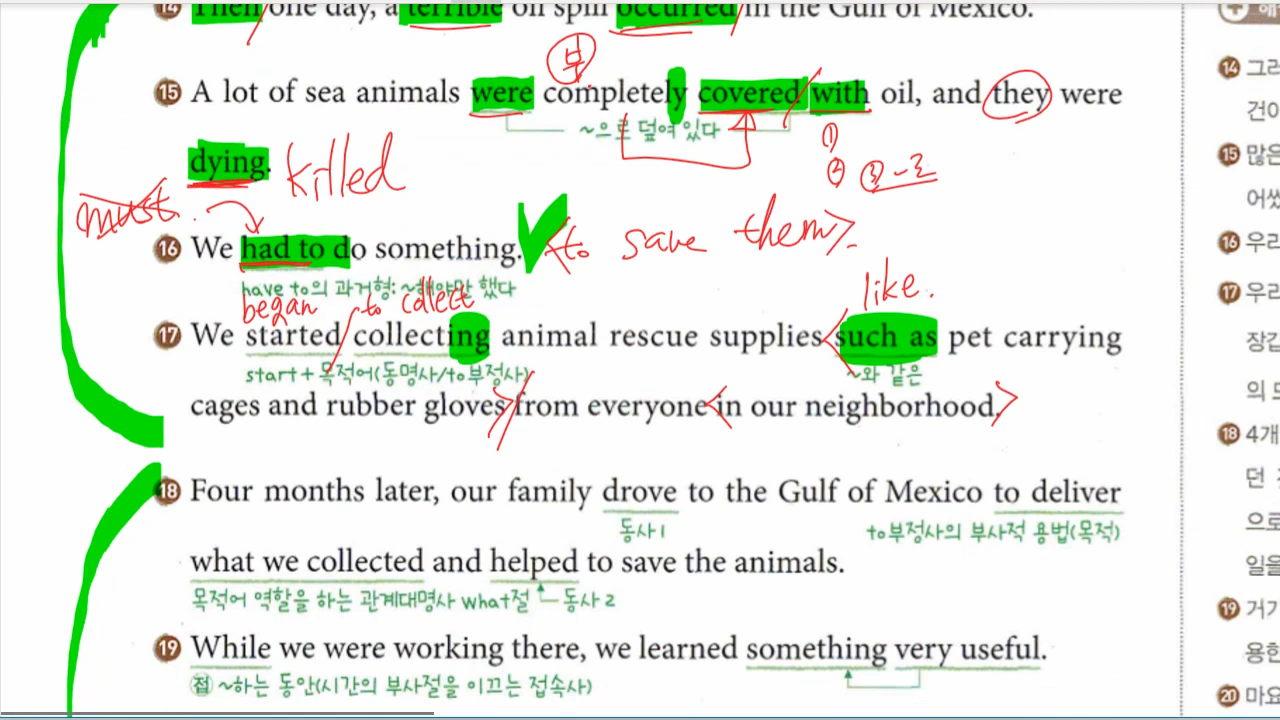 ⑭ Then one day, a terrible oil spill occurred in the Gulf of Mexico.
부
⑮ A lot of sea animals were completely covered with oil, and they were
~으로 덮여 있다
①
dying. killed
② ③ ~로
must
⑯ We had to do something. to save them
have to의 과거형: ~해야만 했다
began to collect like.
⑰ We started collecting animal rescue supplies such as pet carrying
start+목적어(동명사/to부정사) ~와 같은
cages and rubber gloves from everyone in our neighborhood.
⑱ Four months later, our family drove to the Gulf of Mexico to deliver
동사1 to부정사의 부사적 용법(목적)
what we collected and helped to save the animals.
목적어 역할을 하는 관계대명사 what절 동사2
⑲ While we were working there, we learned something very useful.
접 ~하는 동안(시간의 부사절을 이끄는 접속사)
⑭ 그러
건이
⑮ 많은
어쨌
⑯ 우리
⑰ 우리
장갑
의 도
⑱ 4개
던 
으로
일을
⑲ 거기
용한
⑳ 마요